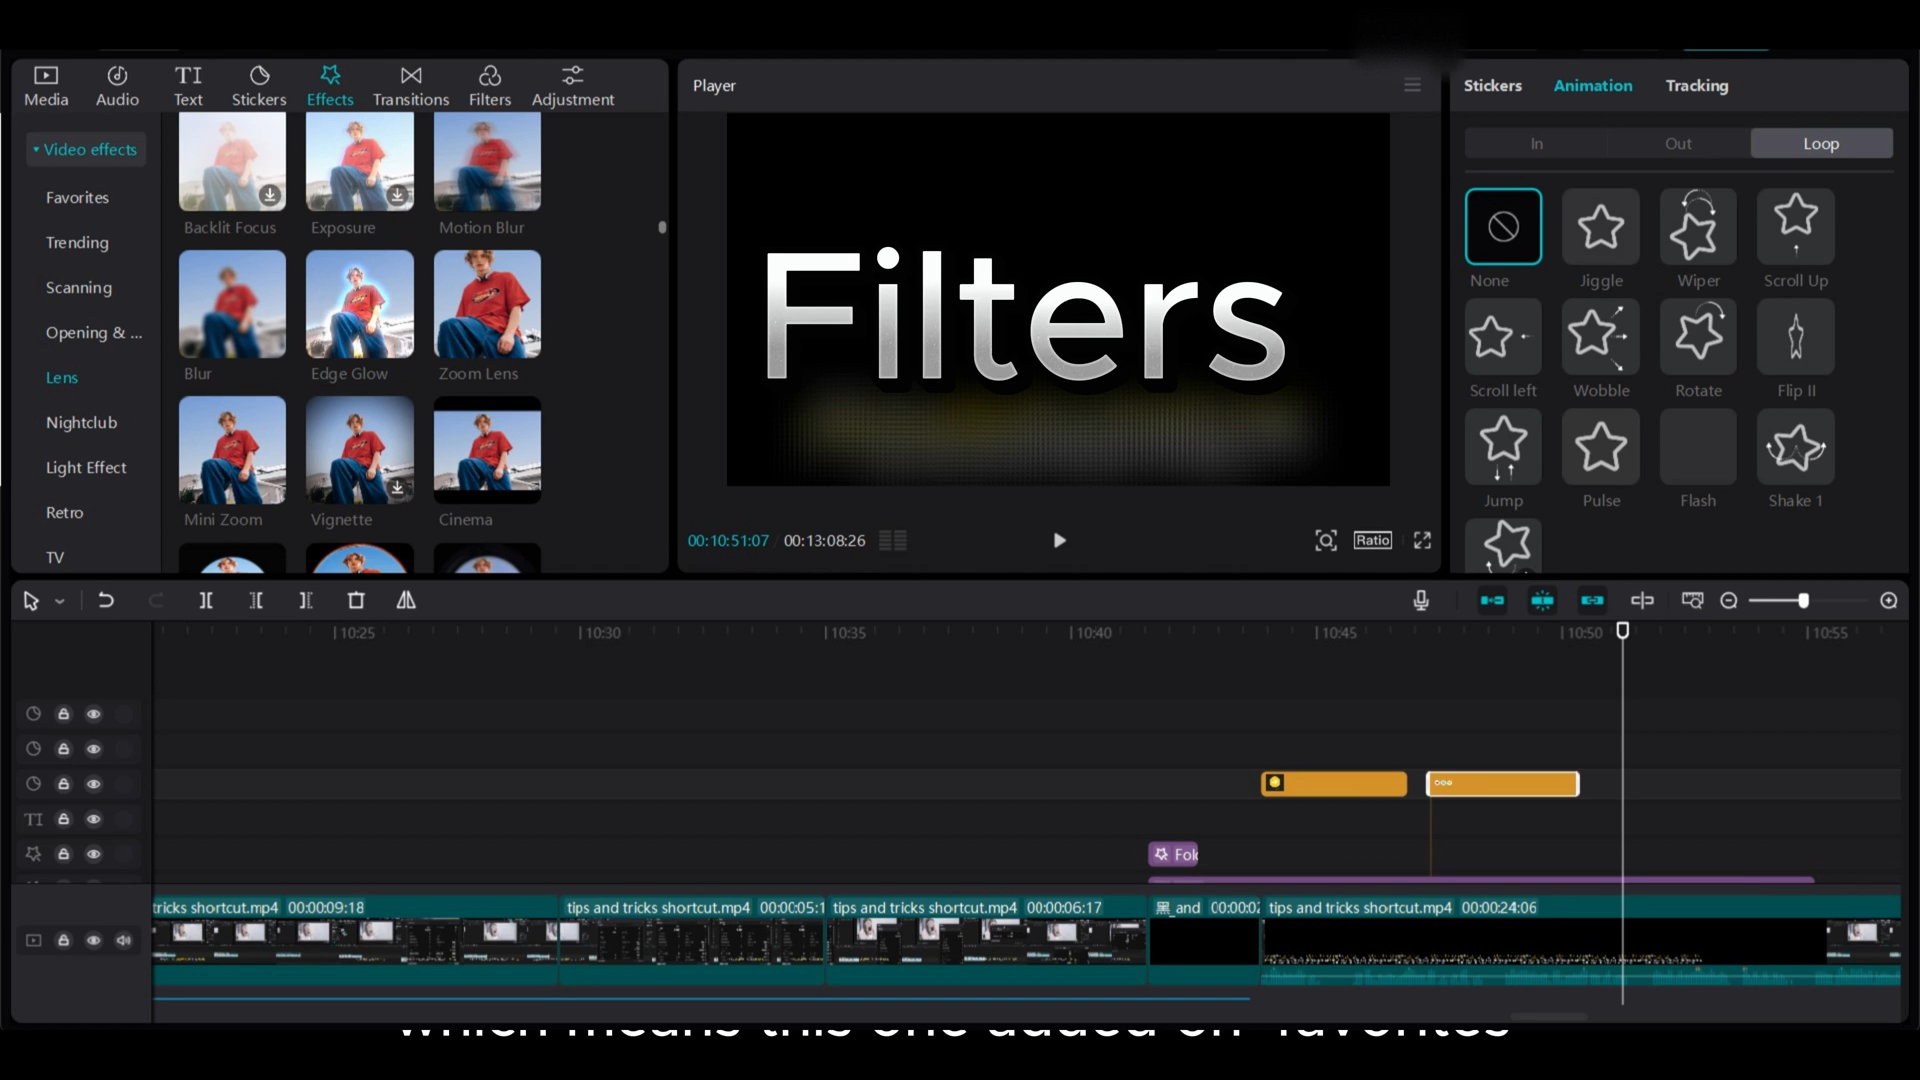 Media Audio Text Stickers Effects Transitions Filters Adjustment
Video effects
Favorites
Trending
Scanning
Opening & ...
Lens
Nightclub
Light Effect
Retro
TV
Backlit Focus Exposure Motion Blur
Blur Edge Glow Zoom Lens
Mini Zoom Vignette Cinema
Player
Filters
00:10:51:07 00:13:08:26
Ratio
Stickers Animation Tracking
In Out Loop
None Jiggle Wiper Scroll Up
Scroll left Wobble Rotate Flip II
Jump Pulse Flash Shake 1
10:25 10:30 10:35 10:40 10:45 10:50 10:55
TI
Fol
tricks shortcut.mp4 00:00:09:18 tips and tricks shortcut.mp4 00:00:05:1 tips and tricks shortcut.mp4 00:00:06:17 黑 and 00:00:0 tips and tricks shortcut.mp4 00:00:24:06
which means this one added on favorites